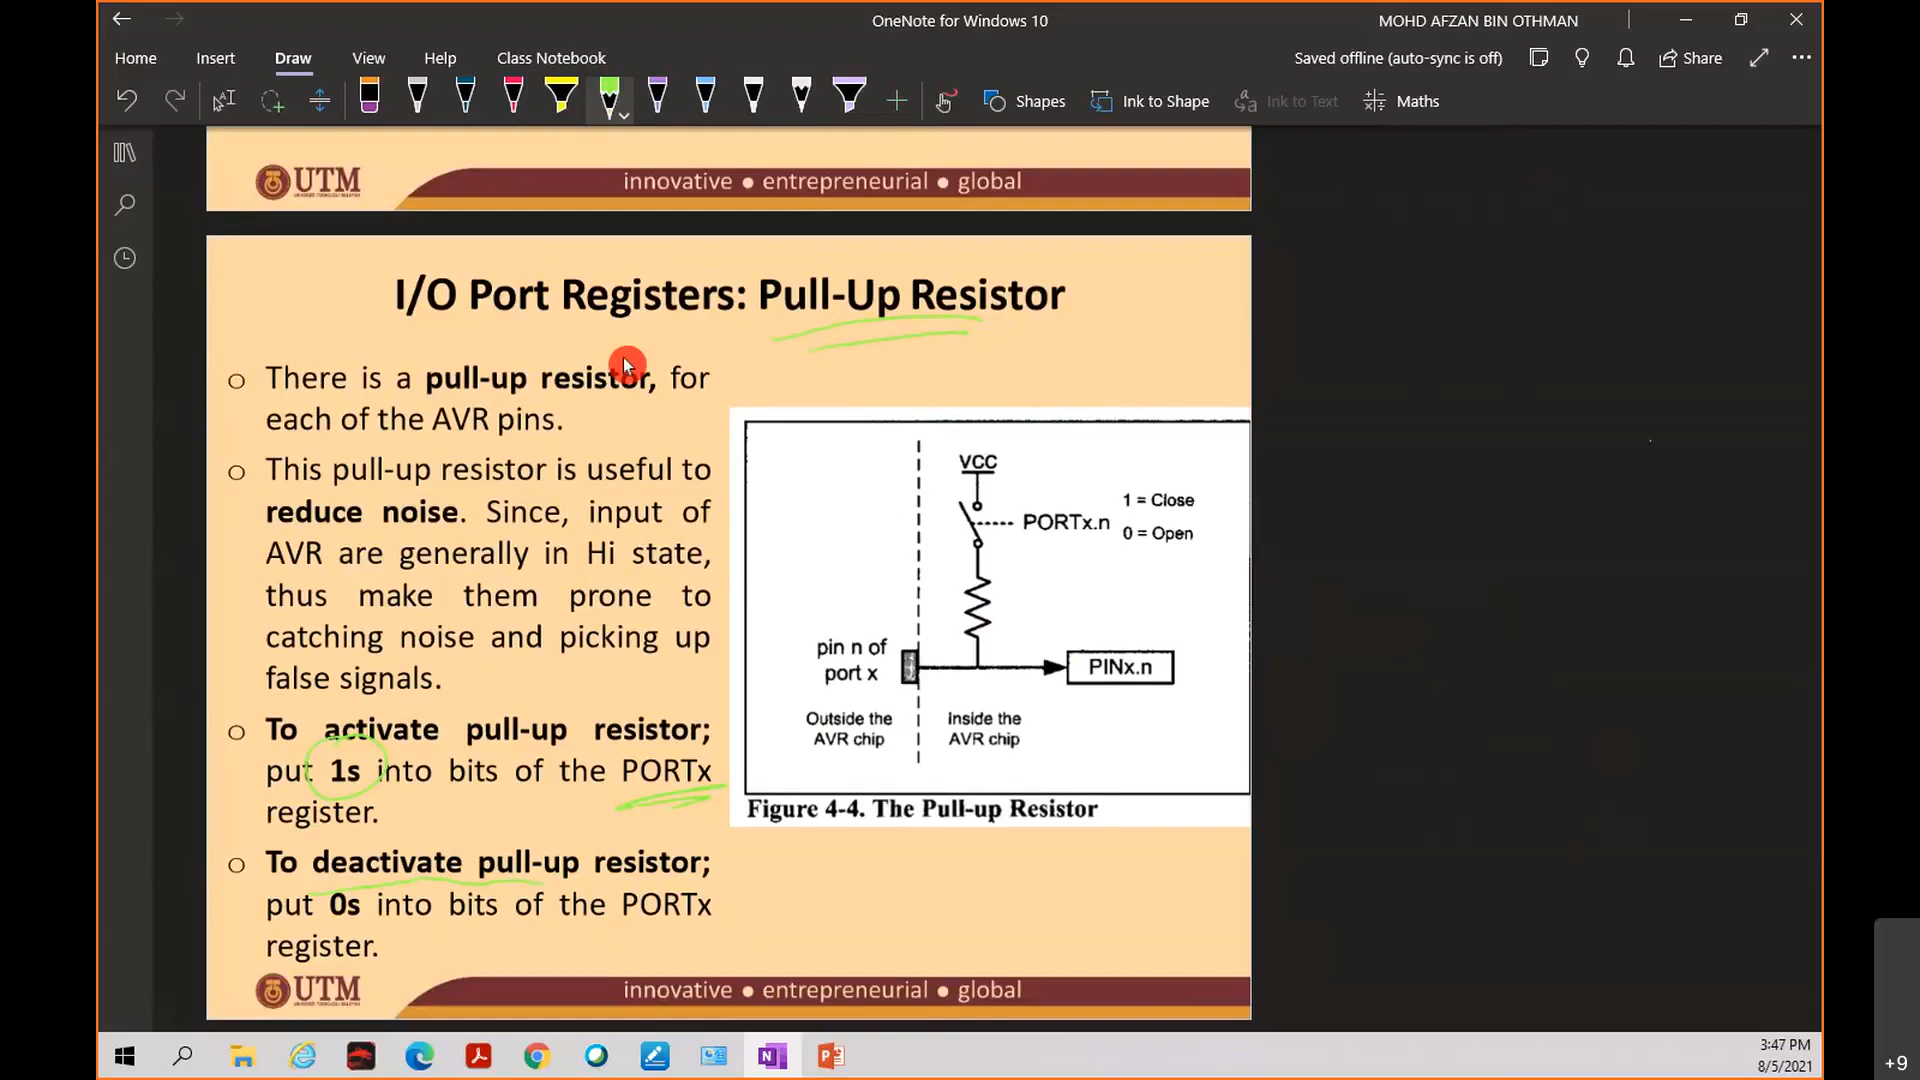 OneNote for Windows 10
MOHD AFZAN BIN OTHMAN
Home Insert Draw View Help Class Notebook
Saved offline (auto-sync is off) Share
Shapes Ink to Shape Ink to Text Maths
UTM innovative ● entrepreneurial ● global
I/O Port Registers: Pull-Up Resistor
o There is a pull-up resistor, for
each of the AVR pins.
o This pull-up resistor is useful to
reduce noise. Since, input of
AVR are generally in Hi state,
thus make them prone to
catching noise and picking up
false signals.
o To activate pull-up resistor;
put 1s into bits of the PORTx
register.
o To deactivate pull-up resistor;
put 0s into bits of the PORTx
register.
VCC
PORTx.n
1 = Close
0 = Open
pin n of
port x
PINx.n
Outside the
AVR chip
Inside the
AVR chip
Figure 4-4. The Pull-up Resistor
UTM innovative ● entrepreneurial ● global
3:47 PM
8/5/2021
+9